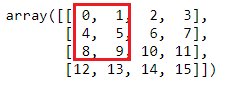 array([[ 0,  1,  2,  3],
       [ 4,  5,  6,  7],
       [ 8,  9, 10, 11],
       [12, 13, 14, 15]])